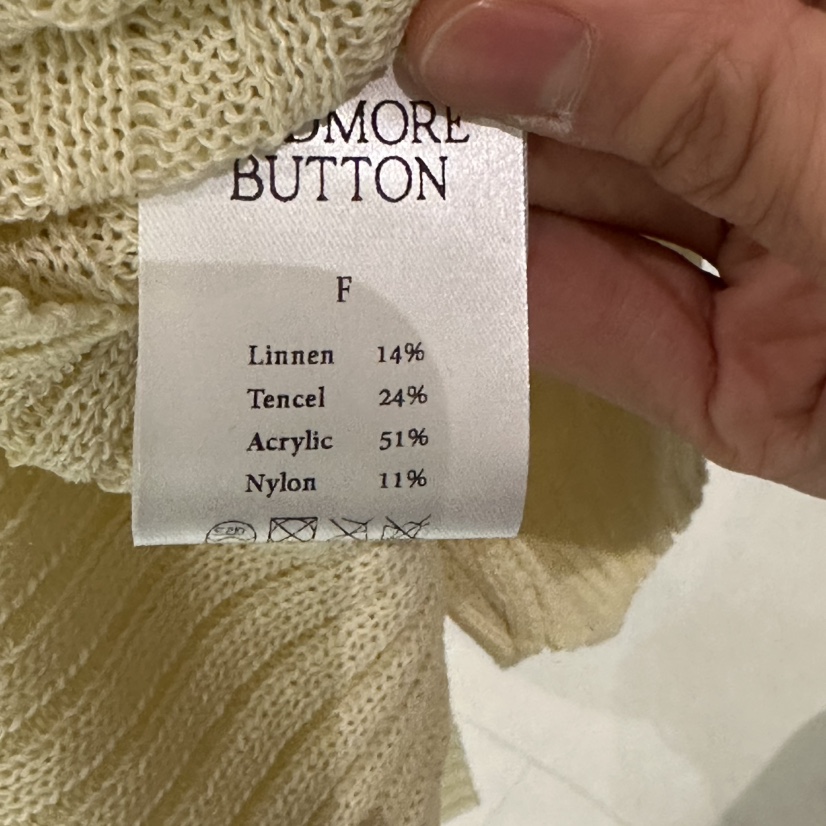 BUTTON
F
Linnen 14%
Tencel 24%
Acrylic 51%
Nylon 11%